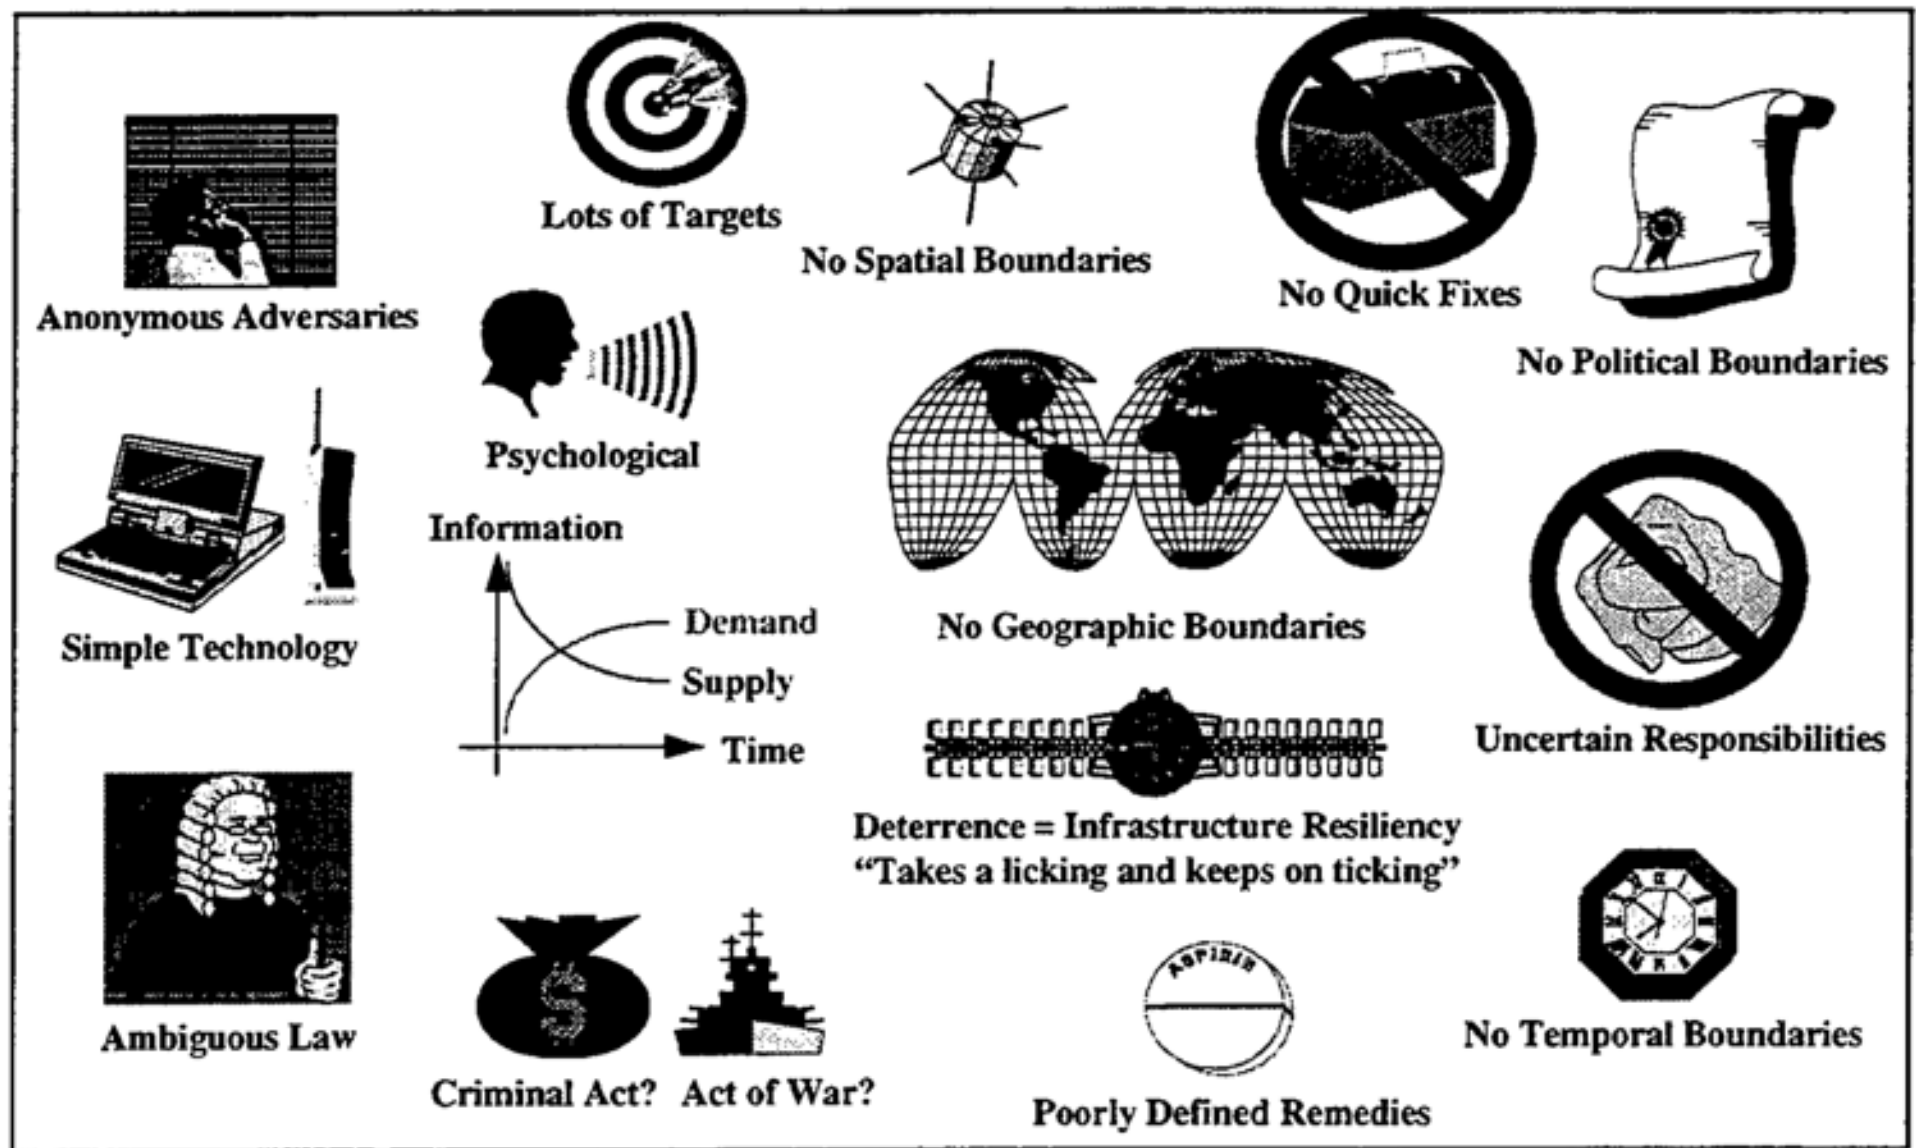 Lots of Targets
No Spatial Boundaries
No Quick Fixes
Anonymous Adversaries
No Political Boundaries
Psychological
Information
Demand
Supply
Time
Simple Technology
No Geographic Boundaries
Uncertain Responsibilities
Deterrence = Infrastructure Resiliency
“Takes a licking and keeps on ticking”
ASPIRIN
Ambiguous Law
$
Criminal Act?
Act of War?
No Temporal Boundaries
Poorly Defined Remedies